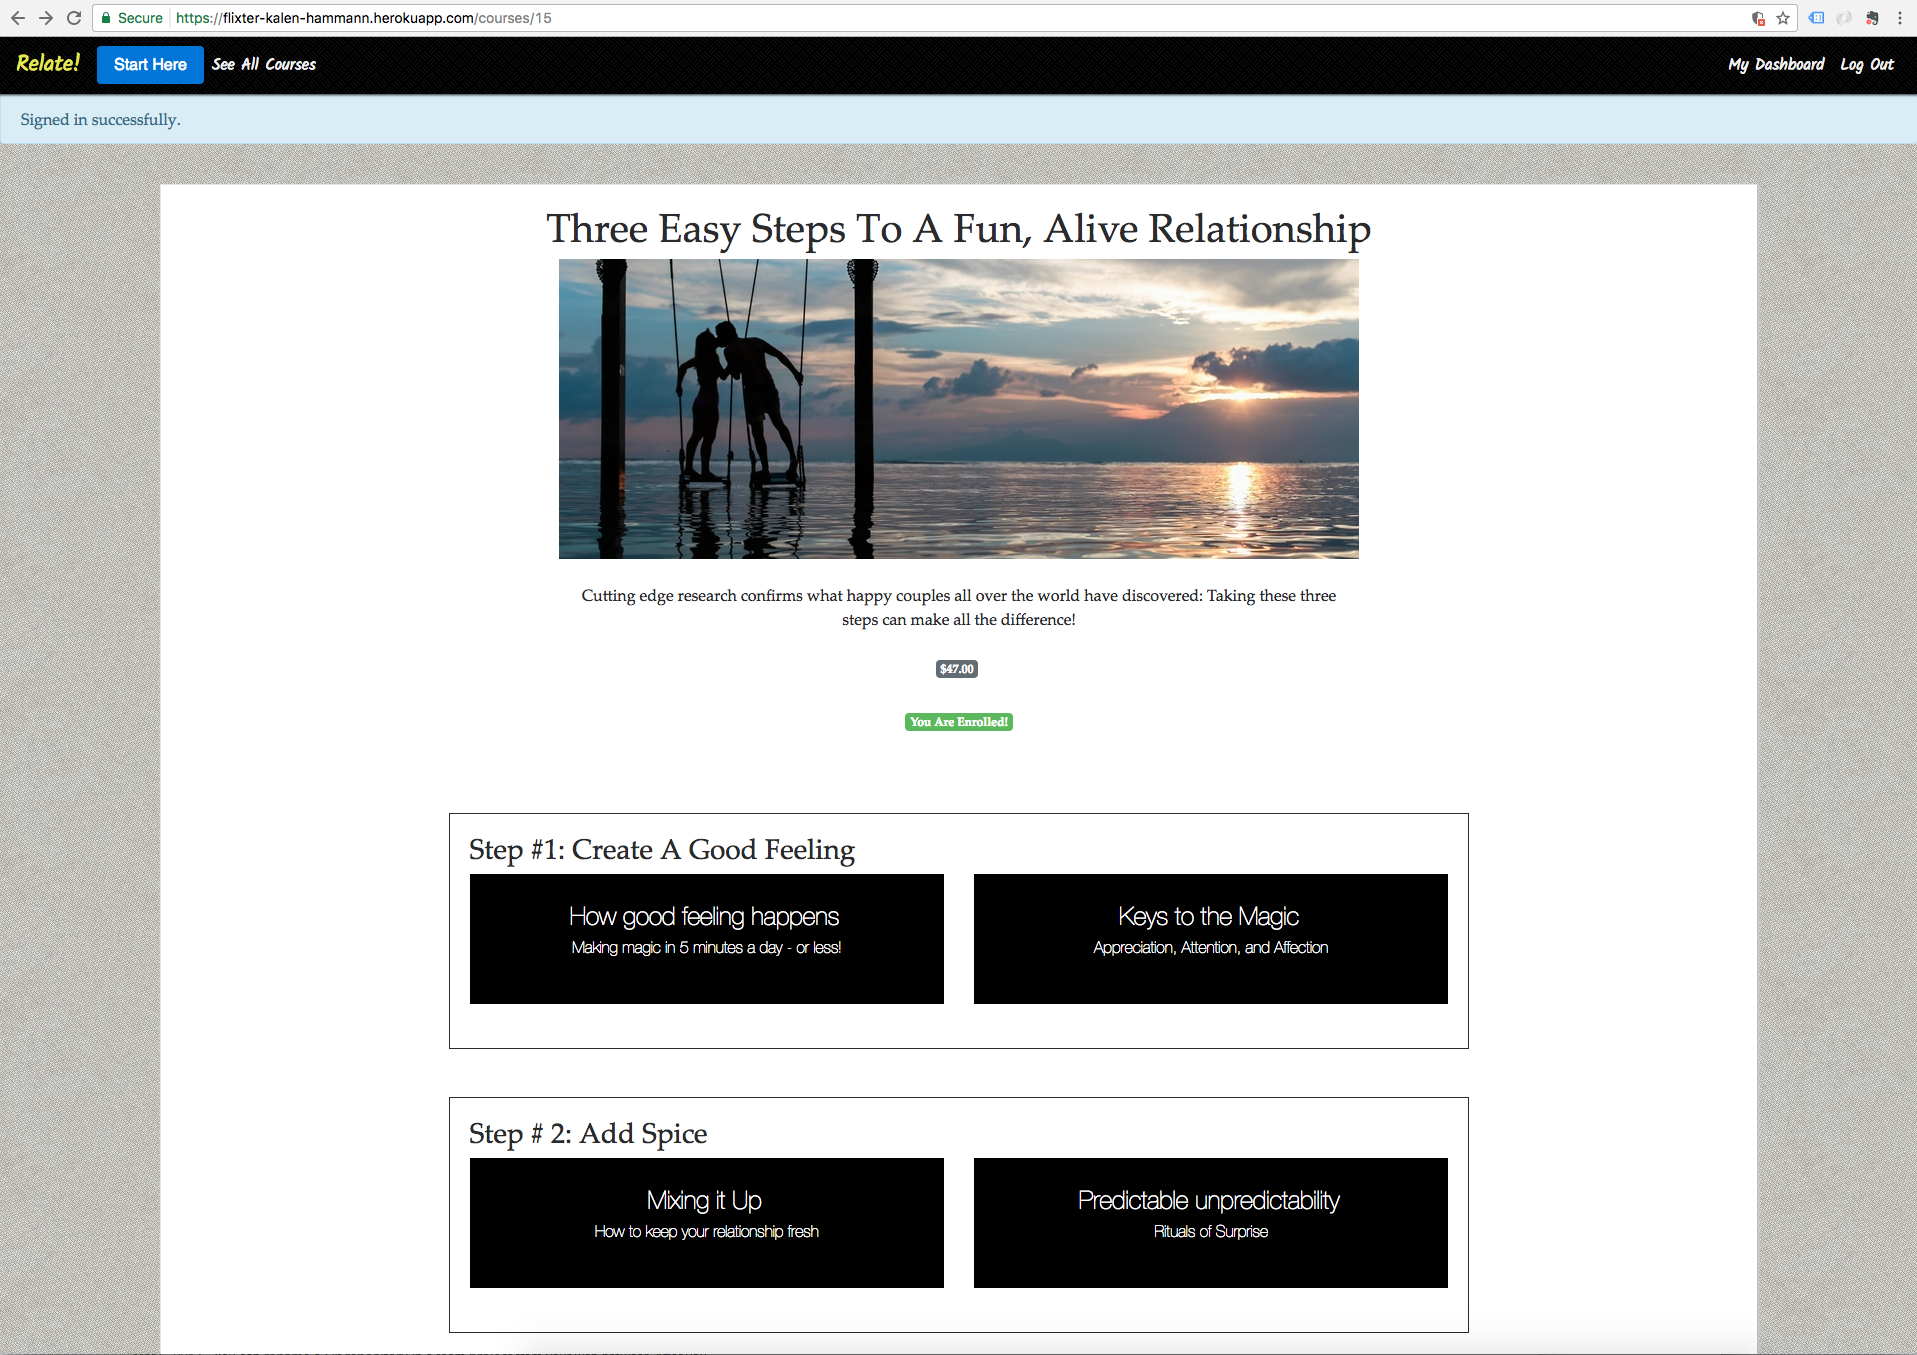 Secure https://flixter-kalen-hammann.herokuapp.com/courses/15
Relate! Start Here See All Courses My Dashboard Log Out
Signed in successfully.
Three Easy Steps To A Fun, Alive Relationship
Cutting edge research confirms what happy couples all over the world have discovered: Taking these three
steps can make all the difference!
$47.00
You Are Enrolled!
Step #1: Create A Good Feeling
How good feeling happens
Making magic in 5 minutes a day - or less!
Keys to the Magic
Appreciation, Attention, and Affection
Step # 2: Add Spice
Mixing it Up
How to keep your relationship fresh
Predictable unpredictability
Rituals of Surprise